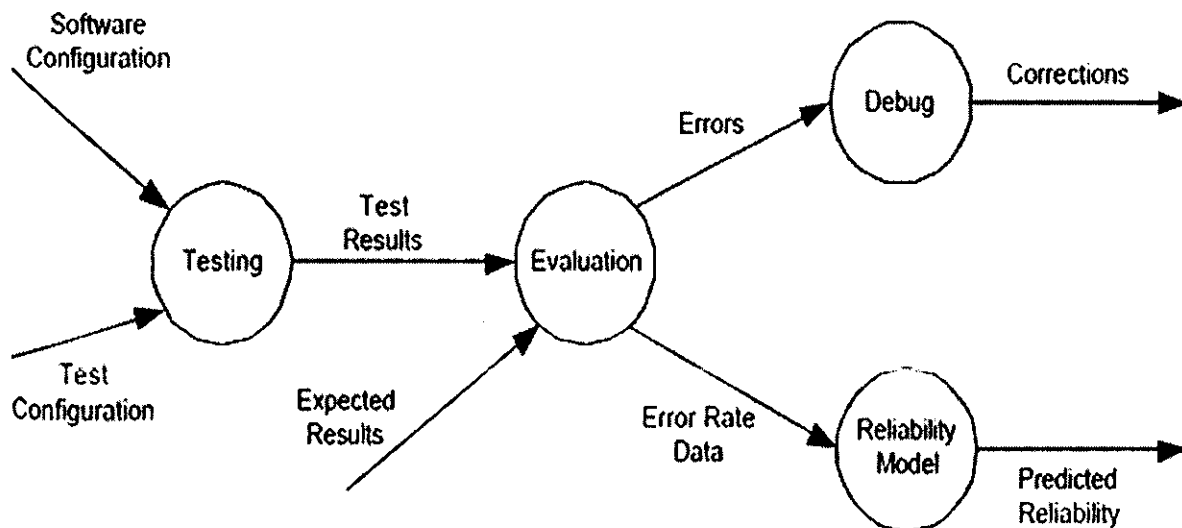 Software
Configuration
Corrections
Debug
Errors
Test
Results
Testing
Evaluation
Test
Configuration
Expected
Results
Error Rate
Data
Reliability
Model
Predicted
Reliability